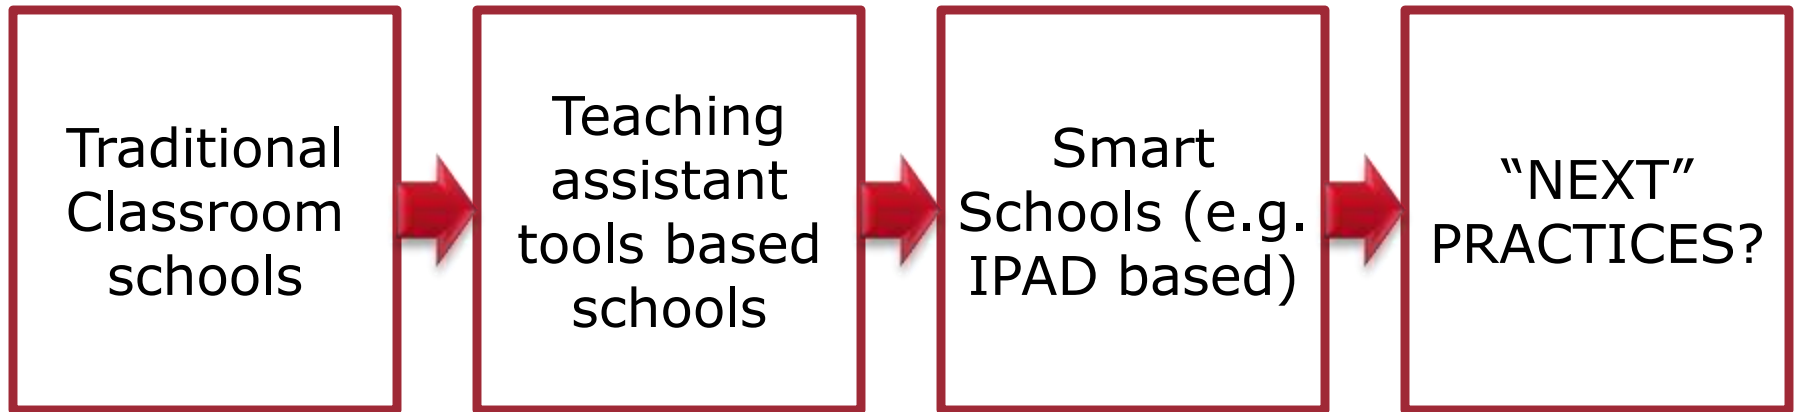 Traditional
Classroom
schools
Teaching
assistant
tools based
schools
Smart
Schools (e.g.
IPAD based)
“NEXT”
PRACTICES?